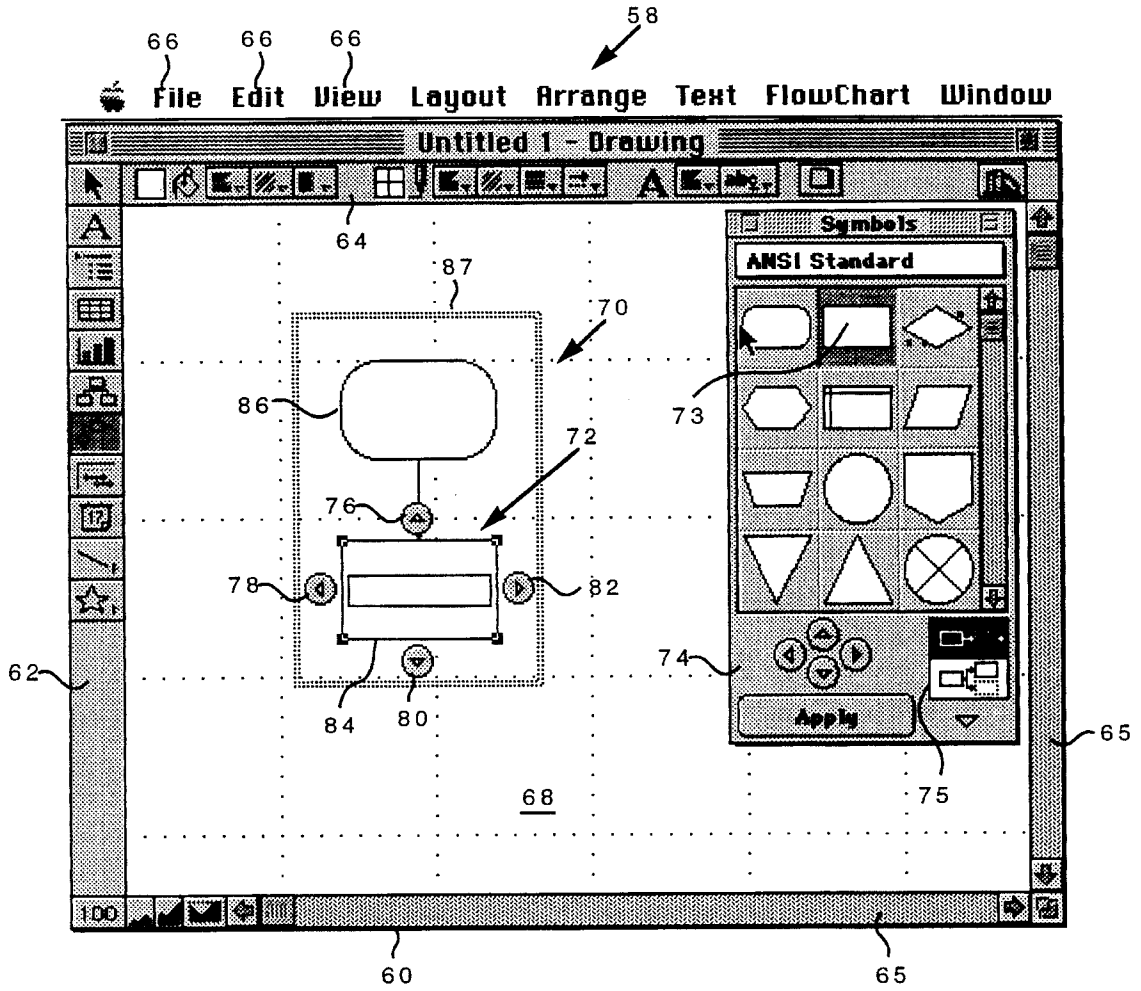 58
66 66 66
File Edit View Layout Arrange Text FlowChart Window
Untitled 1 - Drawing
A A abc
64
A
Symbols
ANSI Standard
87
70
86
73
72
76
17
78
82
74
62
84
80
Apply
65
75
68
100
60
65